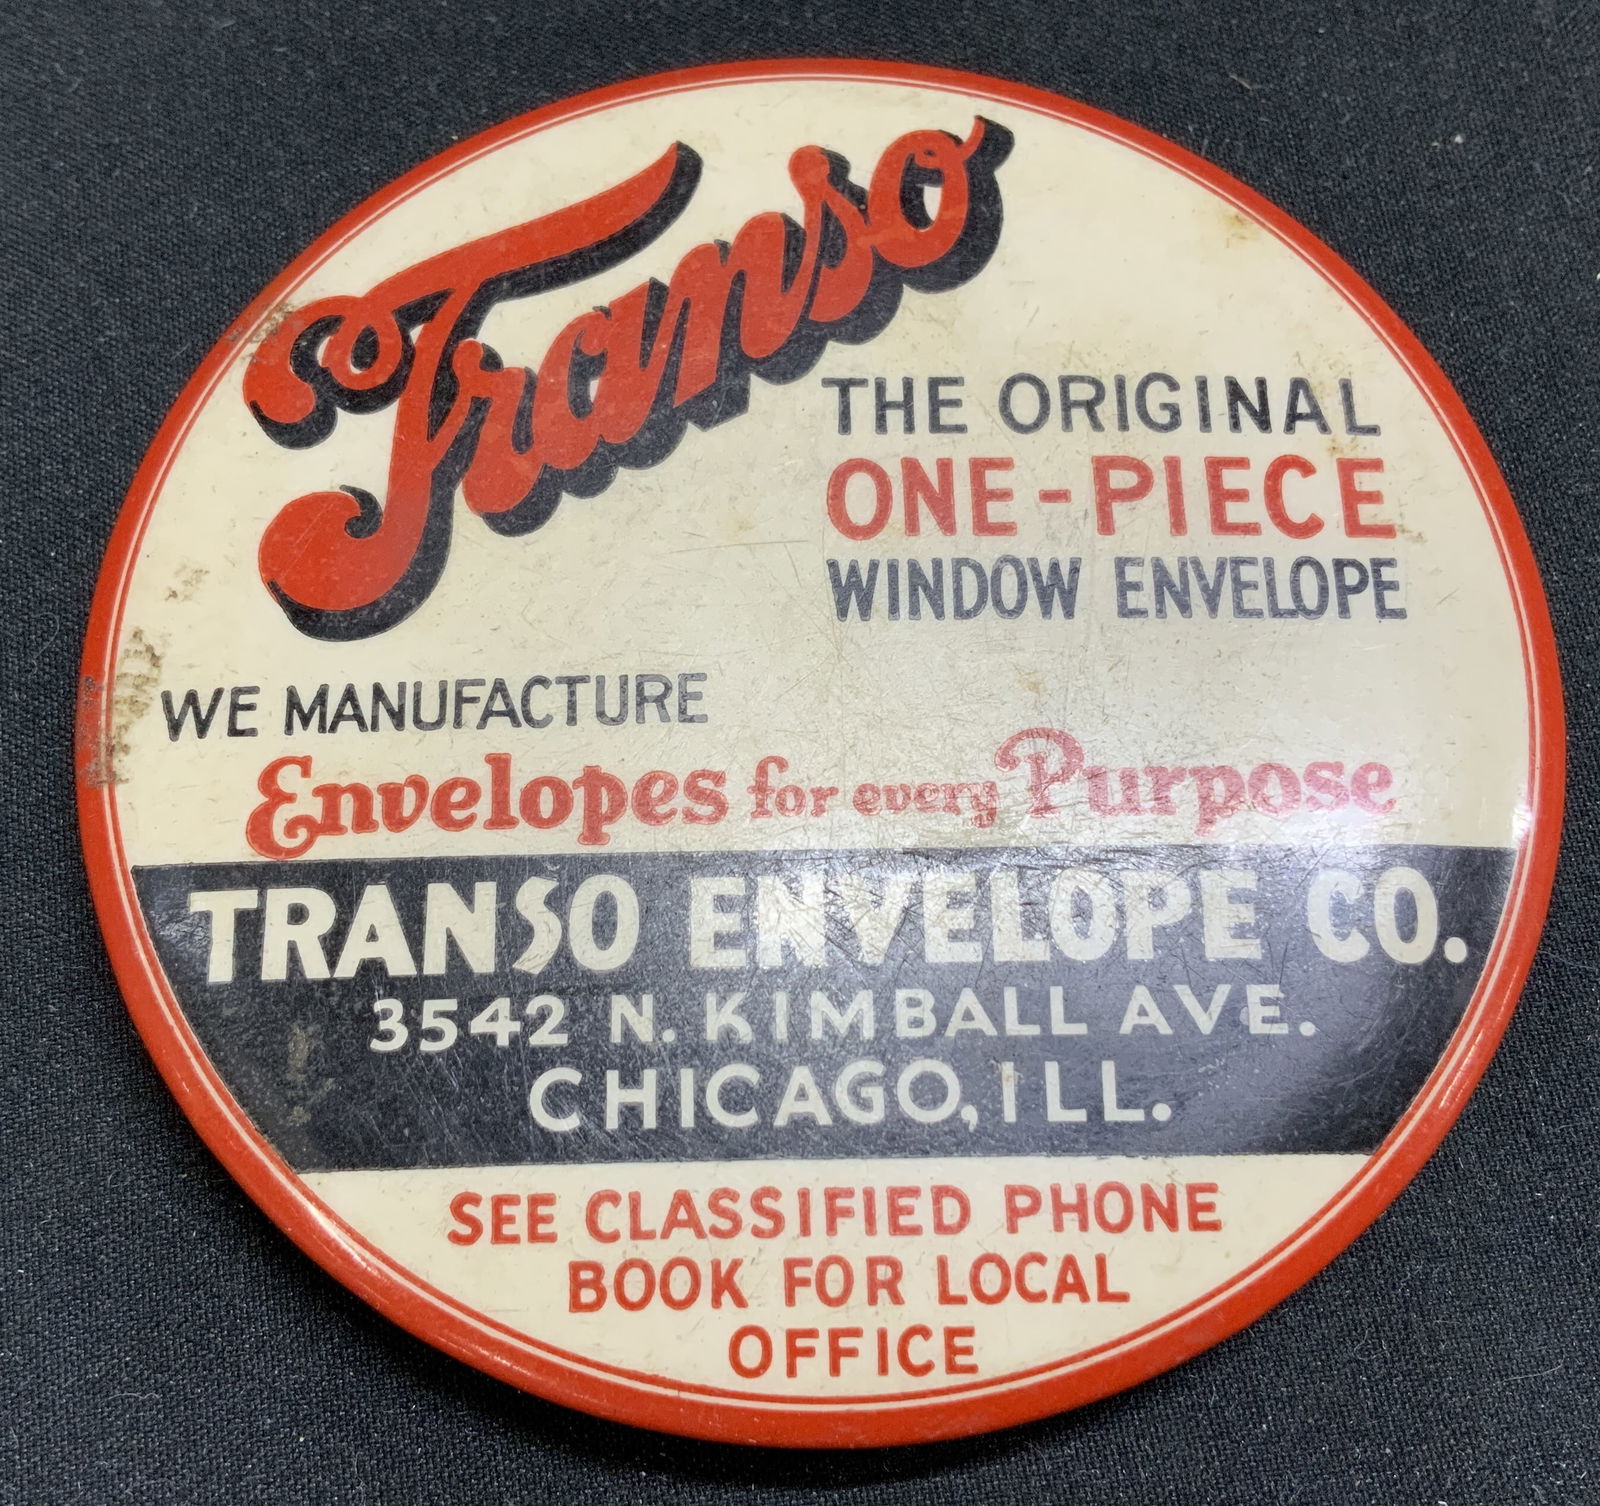 Transo
THE ORIGINAL
ONE-PIECE
WINDOW ENVELOPE
WE MANUFACTURE
Envelopes for every Purpose
TRANSO ENVELOPE CO.
3542 N. KIMBALL AVE.
CHICAGO, ILL.
SEE CLASSIFIED PHONE
BOOK FOR LOCAL
OFFICE